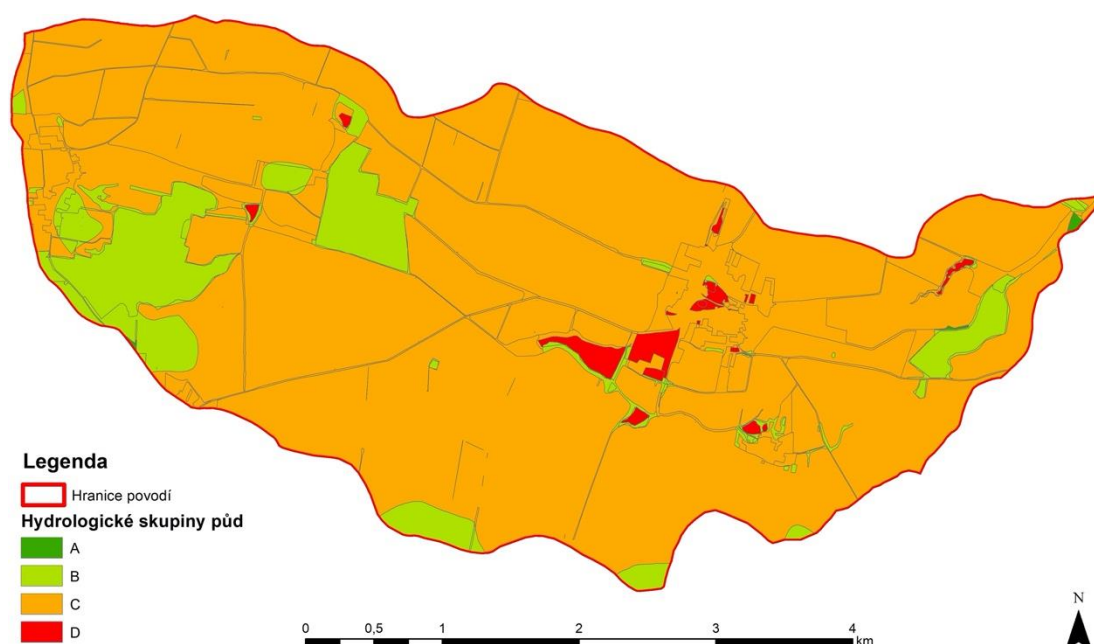 Legenda
Hranice povodí
Hydrologické skupiny půd
A
B
C
D
0 0,5 1 2 3 4
km
N